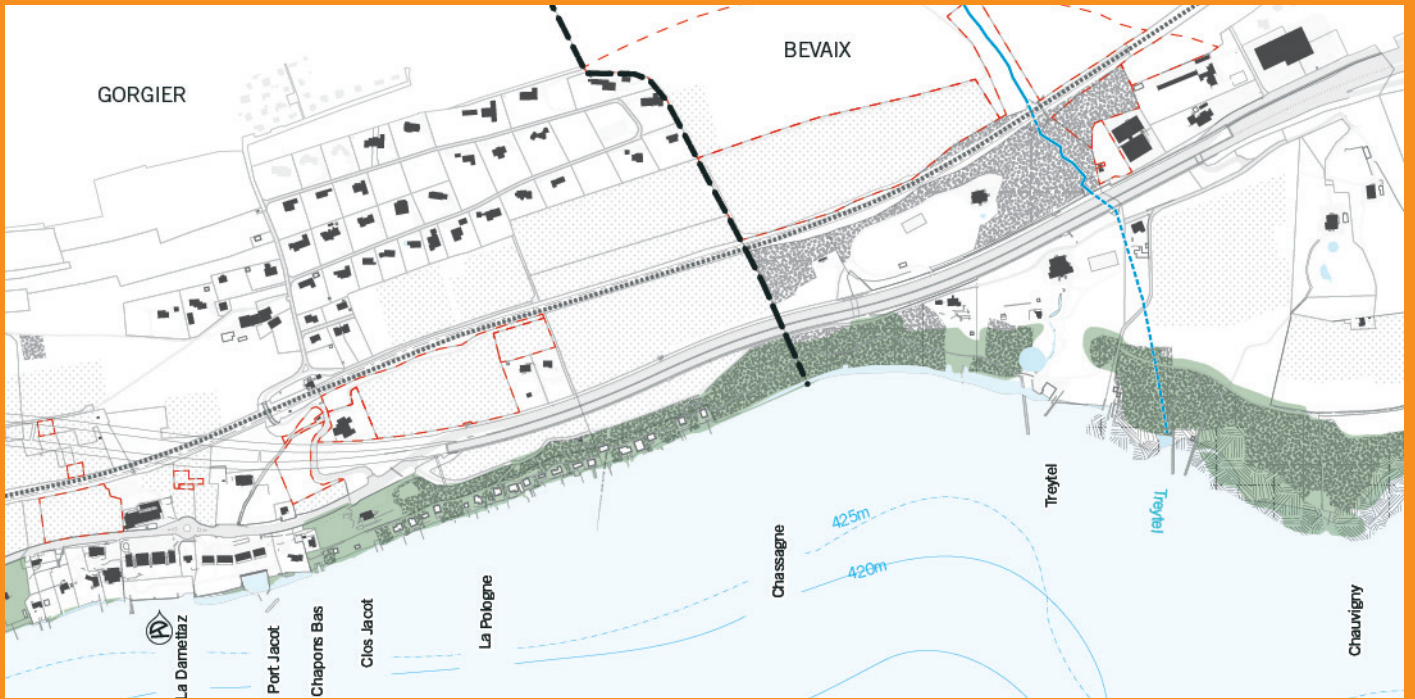 GORGIER
BEVAIX
425m
420m
La Damettaz
Port Jacot
Chapons Bas
Clos Jacot
La Pologne
Chassagne
Treytel
Treytel
Chauvigny